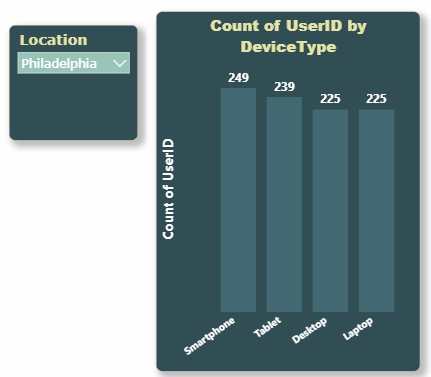 Location
Philadelphia
Count of UserID by
DeviceType
249
239
225
225
Count of UserID
Smartphone
Tablet
Desktop
Laptop